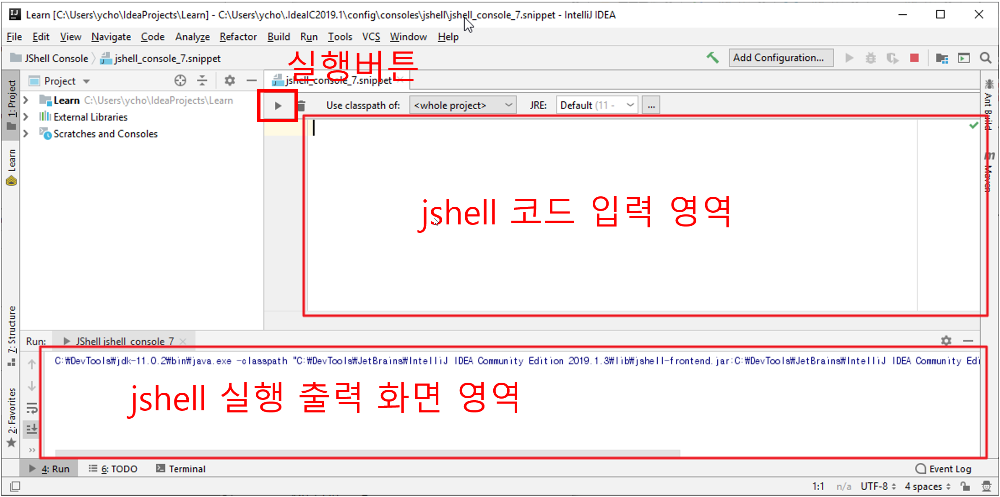 Learn [C:\Users\ycho\IdeaProjects\Learn] - C:\Users\ycho\.IdeaIC2019.1\config\consoles\jshell\jshell_console_7.snippet - IntelliJ IDEA
File Edit View Navigate Code Analyze Refactor Build Run Tools VCS Window Help
JShell Console jshell_console_7.snippet
실행버튼
Add Configuration...
1: Project
Project
jshell_console_7.snippet
Learn C:\Users\ycho\IdeaProjects\Learn
External Libraries
Scratches and Consoles
Use classpath of: <whole project> JRE: Default (11 - ...
Ant Build
Maven
Learn
jshell 코드 입력 영역
7: Structure
2: Favorites
Run: JShell jshell_console_7
C:₩DevTools₩jdk-11.0.2₩bin₩java.exe -classpath "C:₩DevTools₩JetBrains₩IntelliJ IDEA Community Edition 2019.1.3₩lib₩jshell-frontend.jar;C:₩DevTools₩JetBrains₩IntelliJ IDEA Community Edi
jshell 실행 출력 화면 영역
4: Run 6: TODO Terminal
Event Log
1:1 n/a UTF-8 4 spaces